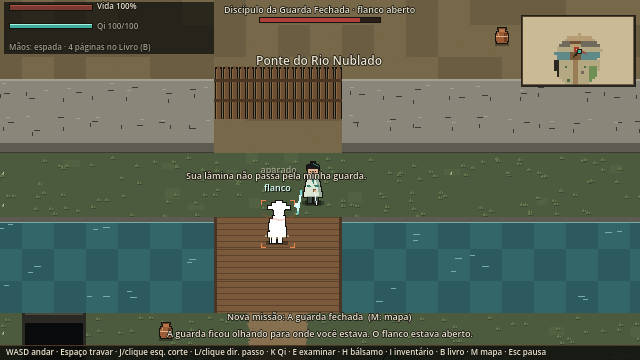 Vida 100%
Qi 100/100
Mãos: espada · 4 páginas no Livro (B)
Discípulo da Guarda Fechada · flanco aberto
Ponte do Rio Nublado
aparado
Sua lâmina não passa pela minha guarda.
flanco
Nova missão: A guarda fechada (M: mapa)
A guarda ficou olhando para onde você estava. O flanco estava aberto.
WASD andar · Espaço travar · J/clique esq. corte · L/clique dir. passo · K Qi · E examinar · H bálsamo · I inventário · B livro · M mapa · Esc pausa